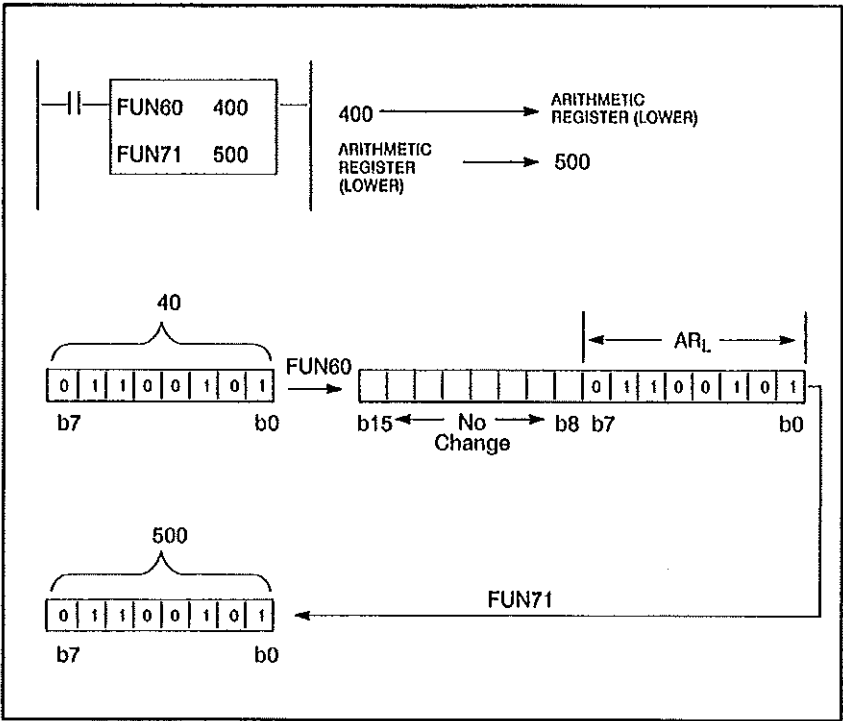 FUN60 400
FUN71 500
400
ARITHMETIC
REGISTER (LOWER)
ARITHMETIC
REGISTER
(LOWER)
500
40
0 1 1 0 0 1 0 1
b7 b0
FUN60
ARL
0 1 1 0 0 1 0 1
b15 No b8 b7 b0
Change
500
0 1 1 0 0 1 0 1
b7 b0
FUN71